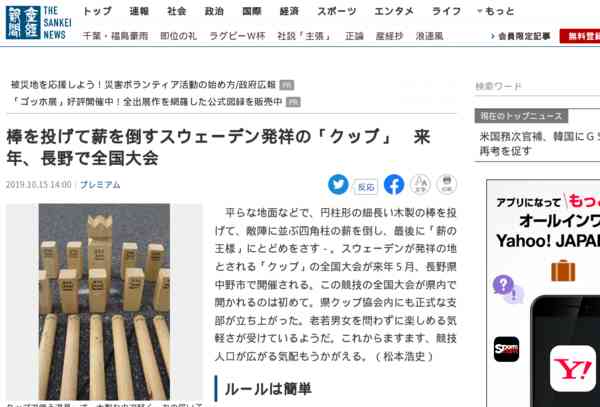 産経新聞
THE SANKEI NEWS
トップ 速報 社会 政治 国際 経済 スポーツ エンタメ ライフ もっと
千葉・福島豪雨 即位の礼 ラグビーW杯 社説「主張」 正論 産経抄 浪速風
会員限定記事 無料登録
被災地を応援しよう!災害ボランティア活動の始め方/政府広報 PR
「ゴッホ展」好評開催中!全出展作を網羅した公式図録を販売中 PR
検索ワード
棒を投げて薪を倒すスウェーデン発祥の「クッブ」 来
年、長野で全国大会
2019.10.15 14:00 プレミアム
反応
文字
印刷
平らな地面などで、円柱形の細長い木製の棒を投
げて、敵陣に並ぶ四角柱の薪を倒し、最後に「薪の
王様」にとどめをさす－。スウェーデンが発祥の地
とされる「クッブ」の全国大会が来年5月、長野県
中野市で開催される。この競技の全国大会が県内で
開かれるのは初めて。県クッブ協会内にも正式な支
部が立ち上がった。老若男女を問わずに楽しめる気
軽さが受けているようだ。これからますます、競技
人口が広がる気配もうかがえる。（松本浩史）
ルールは簡単
現在のトップニュース
米国務次官補、韓国にGS
再考を促す
アプリになって もっ
オールインワ
Yahoo! JAPAN
Sports
Y!